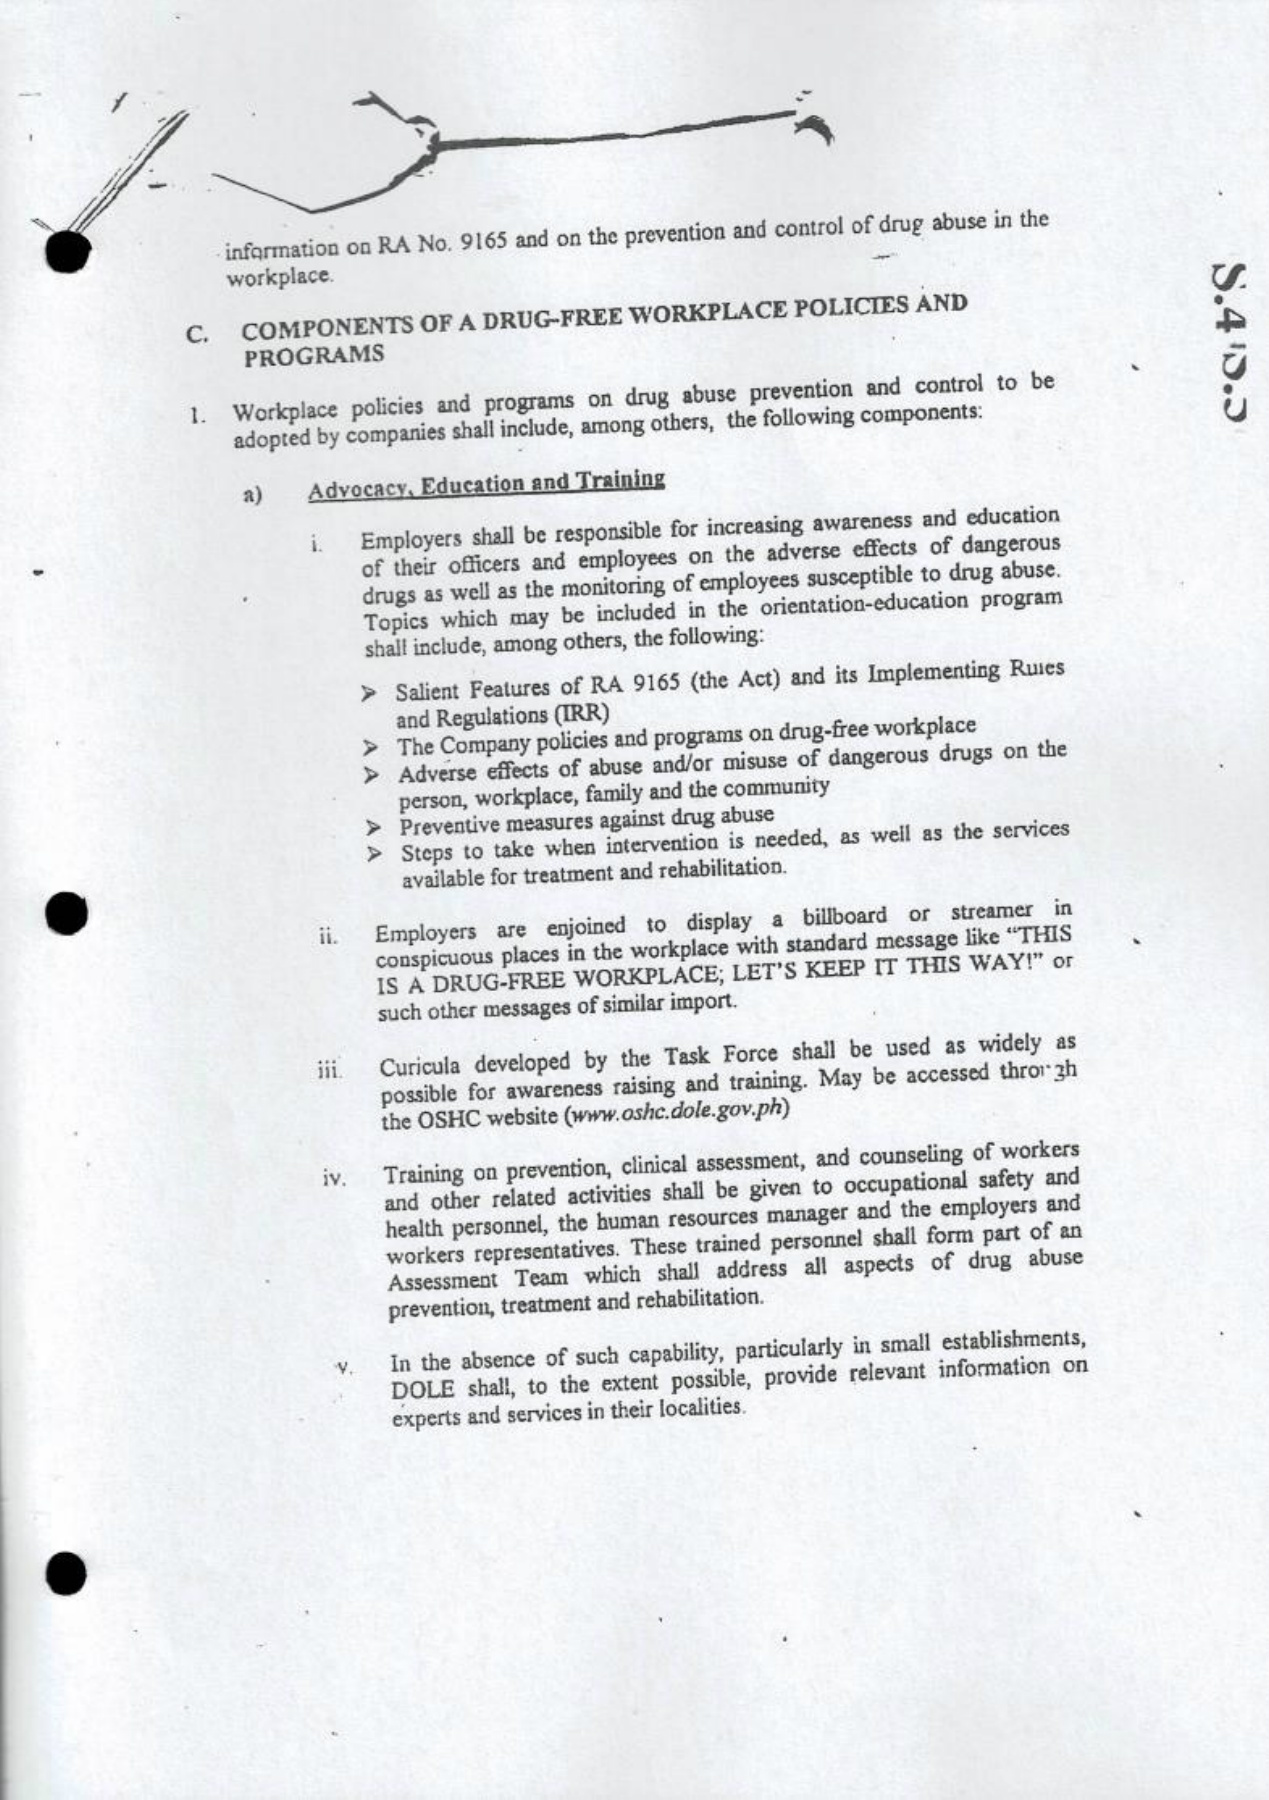 information on RA No. 9165 and on the prevention and control of drug abuse in the
workplace.
C. COMPONENTS OF A DRUG-FREE WORKPLACE POLICIES AND
PROGRAMS
1. Workplace policies and programs on drug abuse prevention and control to be
adopted by companies shall include, among others, the following components:
a) Advocacy, Education and Training
i. Employers shall be responsible for increasing awareness and education
of their officers and employees on the adverse effects of dangerous
drugs as well as the monitoring of employees susceptible to drug abuse.
Topics which may be included in the orientation-education program
shall include, among others, the following:
➢ Salient Features of RA 9165 (the Act) and its Implementing Rules
and Regulations (IRR)
➢ The Company policies and programs on drug-free workplace
➢ Adverse effects of abuse and/or misuse of dangerous drugs on the
person, workplace, family and the community
➢ Preventive measures against drug abuse
➢ Steps to take when intervention is needed, as well as the services
available for treatment and rehabilitation.
ii. Employers are enjoined to display a billboard or streamer in
conspicuous places in the workplace with standard message like “THIS
IS A DRUG-FREE WORKPLACE; LET'S KEEP IT THIS WAY!” or
such other messages of similar import.
iii. Curicula developed by the Task Force shall be used as widely as
possible for awareness raising and training. May be accessed through
the OSHC website (www.oshc.dole.gov.ph)
iv. Training on prevention, clinical assessment, and counseling of workers
and other related activities shall be given to occupational safety and
health personnel, the human resources manager and the employers and
workers representatives. These trained personnel shall form part of an
Assessment Team which shall address all aspects of drug abuse
prevention, treatment and rehabilitation.
v. In the absence of such capability, particularly in small establishments,
DOLE shall, to the extent possible, provide relevant information on
experts and services in their localities.